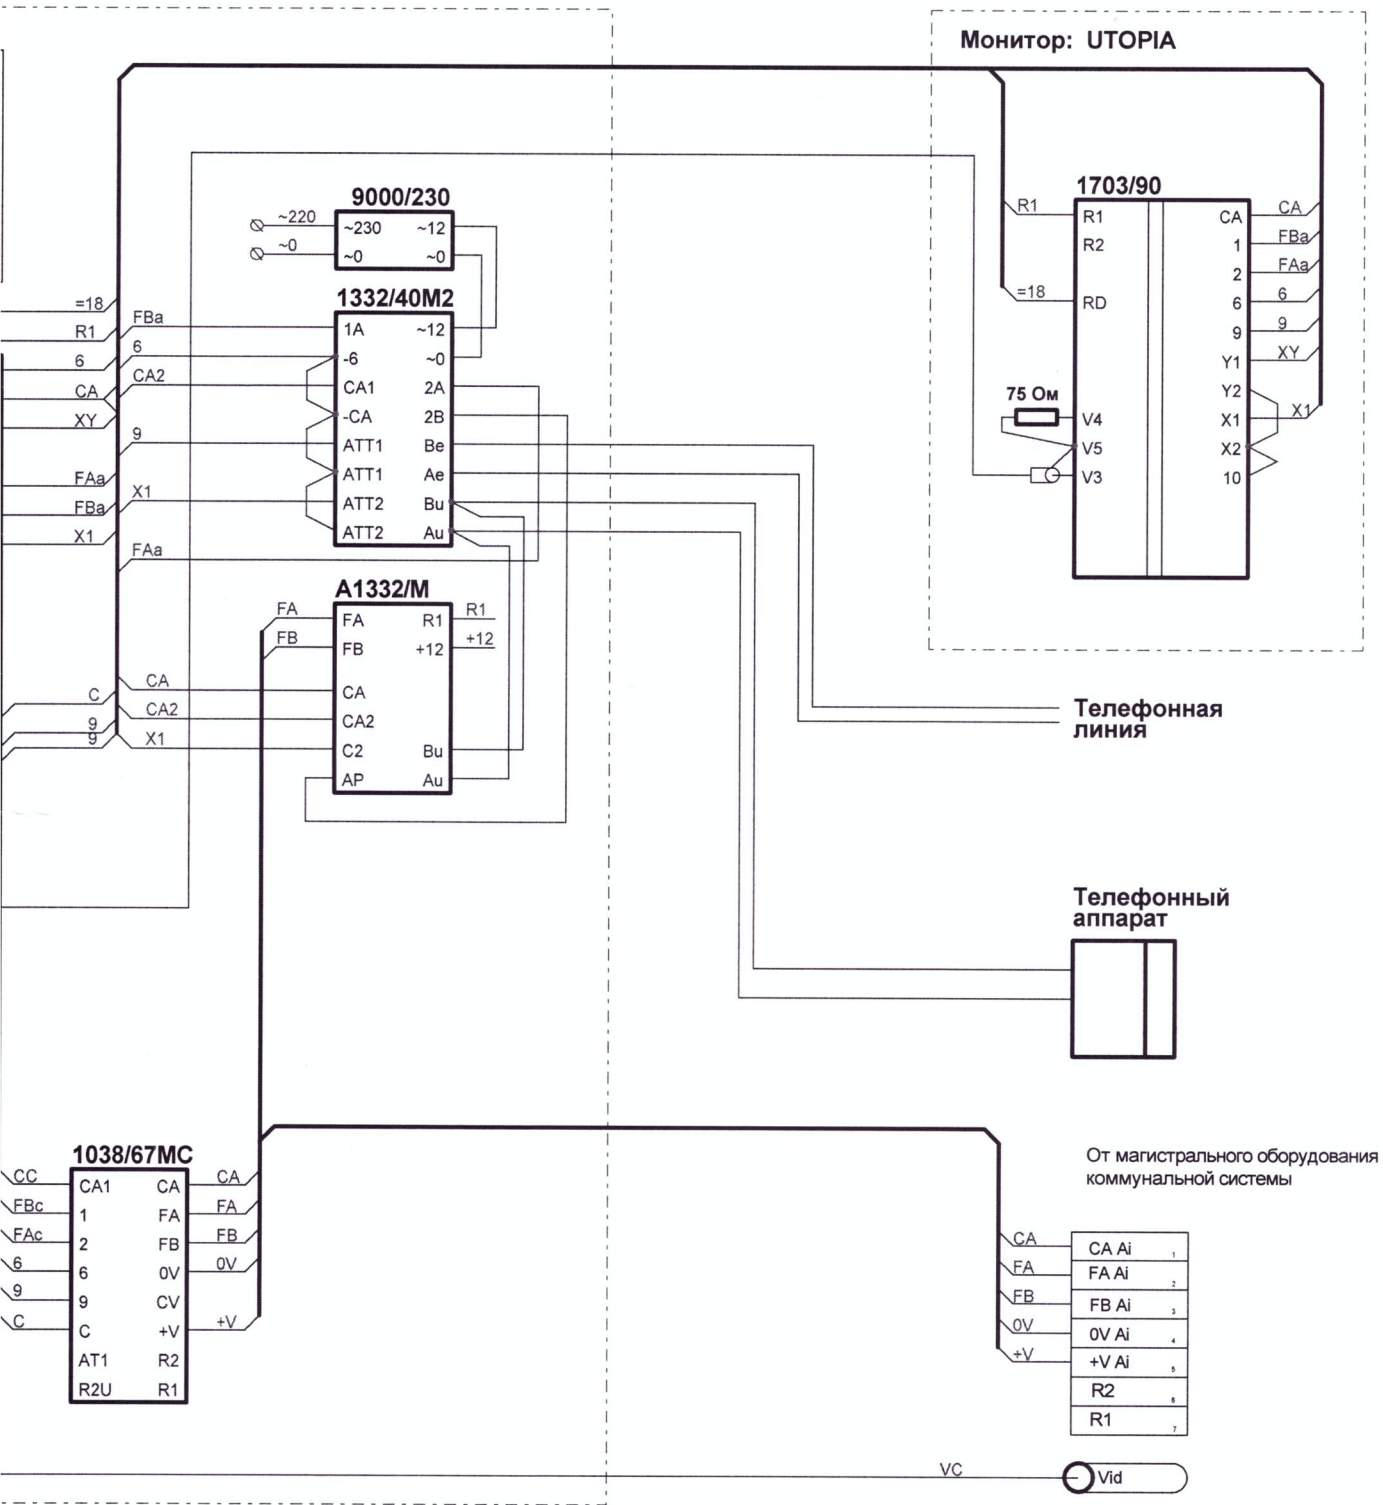 Монитор: UTOPIA
1703/90
R1
R1
R2
=18
RD
75 Ом
V4
V5
V3
CA
CA
1
FBa
2
FAa
6
6
9
9
Y1
XY
Y2
X1
X1
X2
10
9000/230
~220
~230
~12
~0
~0
~0
1332/40M2
=18
R1
6
CA
XY
FAa
FBa
X1
FBa
1A
~12
6
-6
~0
CA2
CA1
2A
-CA
2B
9
ATT1
Be
ATT1
Ae
X1
ATT2
Bu
ATT2
Au
FAa
A1332/M
FA
FA
R1
R1
FB
FB
+12
+12
C
9
9
CA
CA
CA2
CA2
X1
C2
Bu
AP
Au
Телефонная
линия
Телефонный
аппарат
1038/67MC
CC
CA1
CA
CA
FBc
1
FA
FA
FAc
2
FB
FB
6
6
0V
0V
9
9
CV
C
C
+V
+V
AT1
R2
R2U
R1
От магистрального оборудования
коммунальной системы
CA
CA Ai
1
FA
FA Ai
2
FB
FB Ai
3
0V
0V Ai
4
+V
+V Ai
5
R2
6
R1
7
VC
Vid